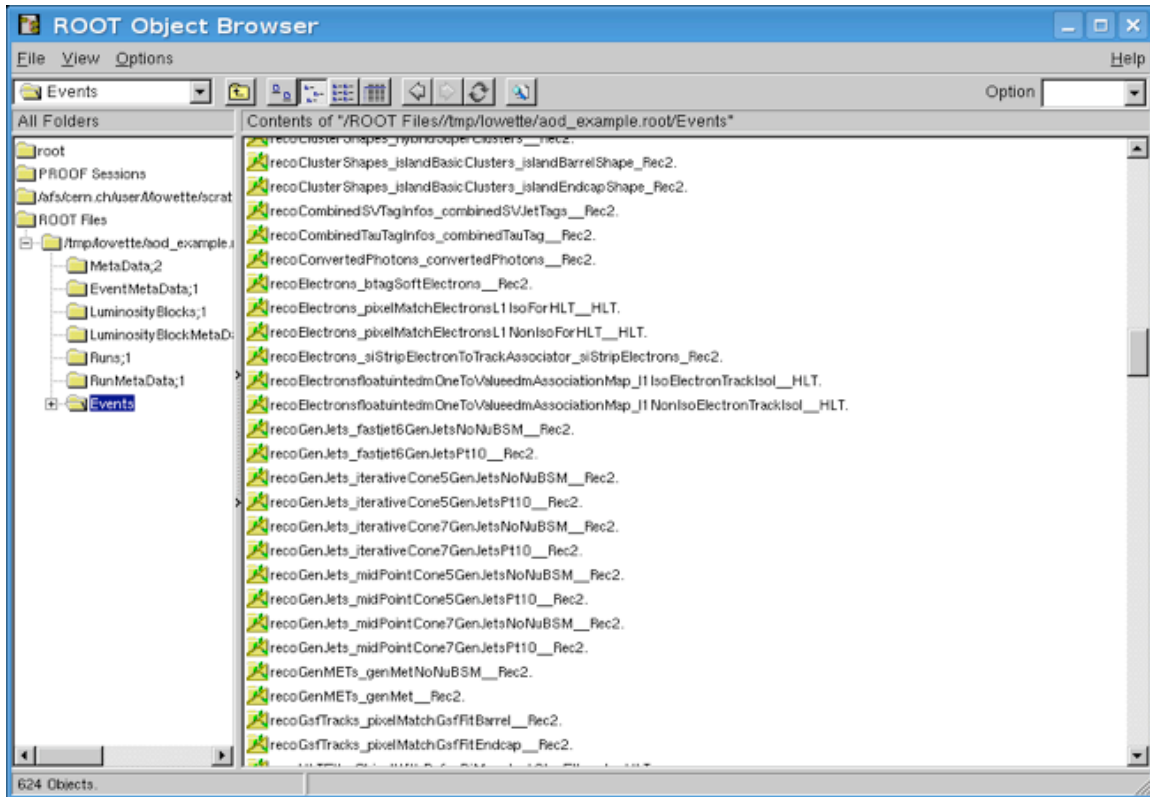 ROOT Object Browser
File View Options Help
Events Option
All Folders
Contents of "/ROOT Files//tmp/lowette/aod_example.root/Events"
root
PROOF Sessions
/afs/cern.ch/user/l/lowette/scrat
ROOT Files
/tmp/lowette/aod_example.r
MetaData;2
EventMetaData;1
LuminosityBlocks;1
LuminosityBlockMetaDa
Runs;1
RunMetaData;1
Events
recoClusterShapes_hybridSuperClusters__Rec2.
recoClusterShapes_islandBasicClusters_islandBarrelShape_Rec2.
recoClusterShapes_islandBasicClusters_islandEndcapShape_Rec2.
recoCombinedSVTagInfos_combinedSVJetTags__Rec2.
recoCombinedTauTagInfos_combinedTauTag__Rec2.
recoConvertedPhotons_convertedPhotons__Rec2.
recoElectrons_btagSoftElectrons__Rec2.
recoElectrons_pixelMatchElectronsL1IsoForHLT__HLT.
recoElectrons_pixelMatchElectronsL1NonIsoForHLT__HLT.
recoElectrons_siStripElectronToTrackAssociator_siStripElectrons_Rec2.
recoElectronsfloatuintedmOneToValueedmAssociationMap_l1IsoElectronTrackIsol__HLT.
recoElectronsfloatuintedmOneToValueedmAssociationMap_l1NonIsoElectronTrackIsol__HLT.
recoGenJets_fastjet6GenJetsNoNuBSM__Rec2.
recoGenJets_fastjet6GenJetsPt10__Rec2.
recoGenJets_iterativeCone5GenJetsNoNuBSM__Rec2.
recoGenJets_iterativeCone5GenJetsPt10__Rec2.
recoGenJets_iterativeCone7GenJetsNoNuBSM__Rec2.
recoGenJets_iterativeCone7GenJetsPt10__Rec2.
recoGenJets_midPointCone5GenJetsNoNuBSM__Rec2.
recoGenJets_midPointCone5GenJetsPt10__Rec2.
recoGenJets_midPointCone7GenJetsNoNuBSM__Rec2.
recoGenJets_midPointCone7GenJetsPt10__Rec2.
recoGenMETs_genMetNoNuBSM__Rec2.
recoGenMETs_genMet__Rec2.
recoGsfTracks_pixelMatchGsfFitBarrel__Rec2.
recoGsfTracks_pixelMatchGsfFitEndcap__Rec2.
624 Objects.